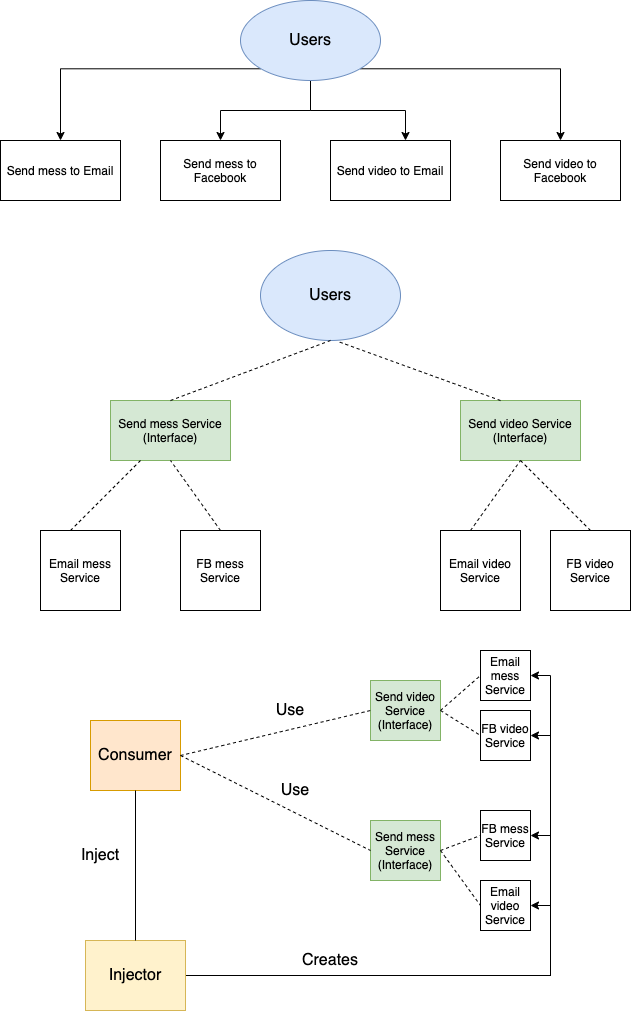 Users
Send mess to Email
Send mess to
Facebook
Send video to Email
Send video to
Facebook
Users
Send mess Service
(Interface)
Send video Service
(Interface)
Email mess
Service
FB mess
Service
Email video
Service
FB video
Service
Email
mess
Service
Send video
Service
(Interface)
Use
FB video
Service
Consumer
Use
FB mess
Service
Send mess
Service
(Interface)
Inject
Email
video
Service
Creates
Injector